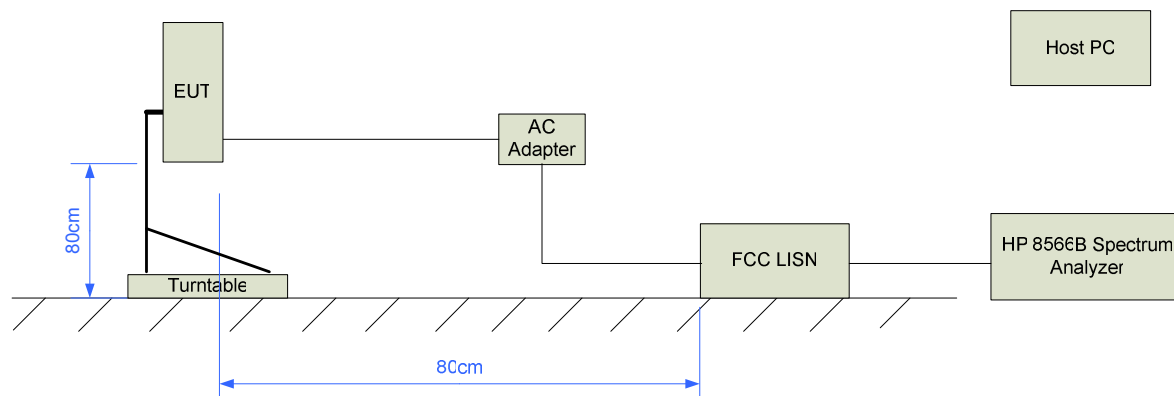 Host PC
EUT
AC
Adapter
80cm
HP 8566B Spectrum
Analyzer
FCC LISN
Turntable
80cm